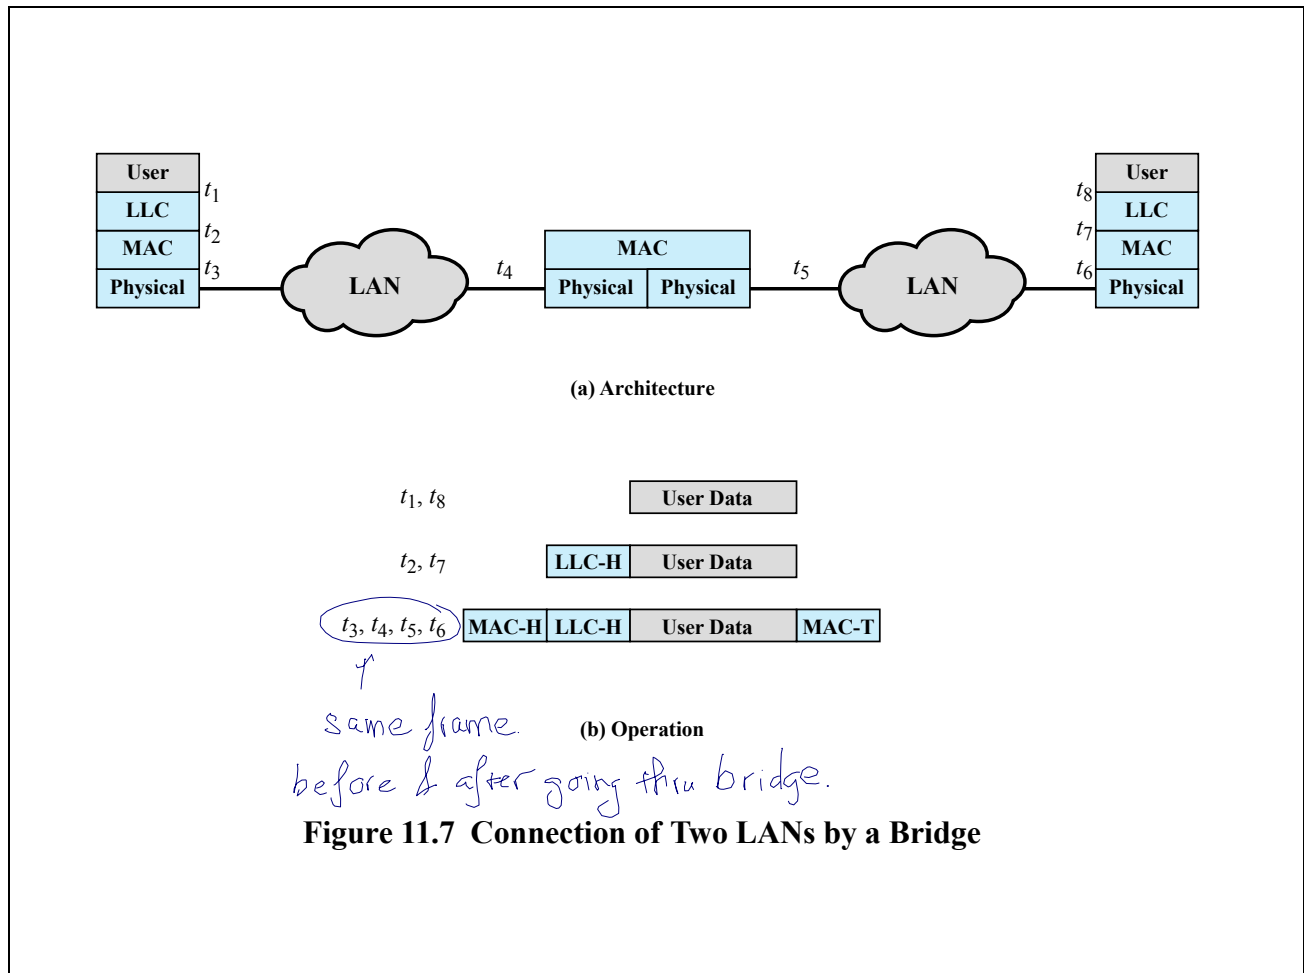 User
t1
LLC
t2
MAC
t3
Physical
LAN
t4
MAC
Physical Physical
t5
LAN
User
t8
LLC
t7
MAC
t6
Physical
(a) Architecture
t1, t8 User Data
t2, t7 LLC-H User Data
t3, t4, t5, t6 MAC-H LLC-H User Data MAC-T
same frame.
(b) Operation
before & after going thru bridge.
Figure 11.7 Connection of Two LANs by a Bridge